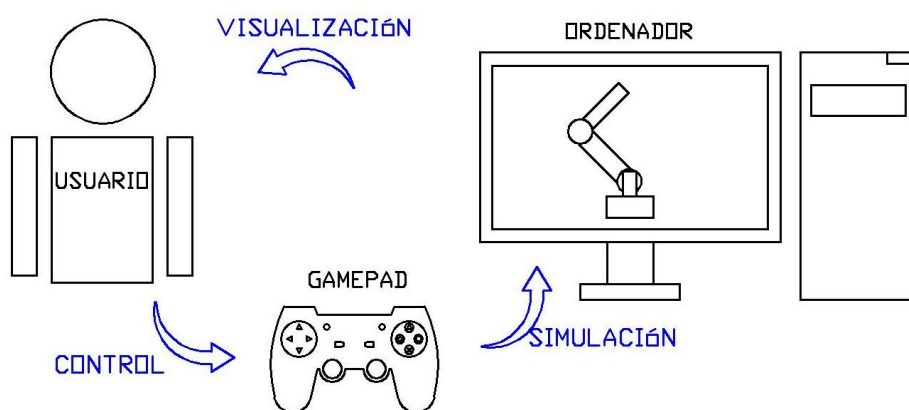 VISUALIZACIóN
ORDENADOR
USUARIO
GAMEPAD
SIMULACIóN
CONTROL